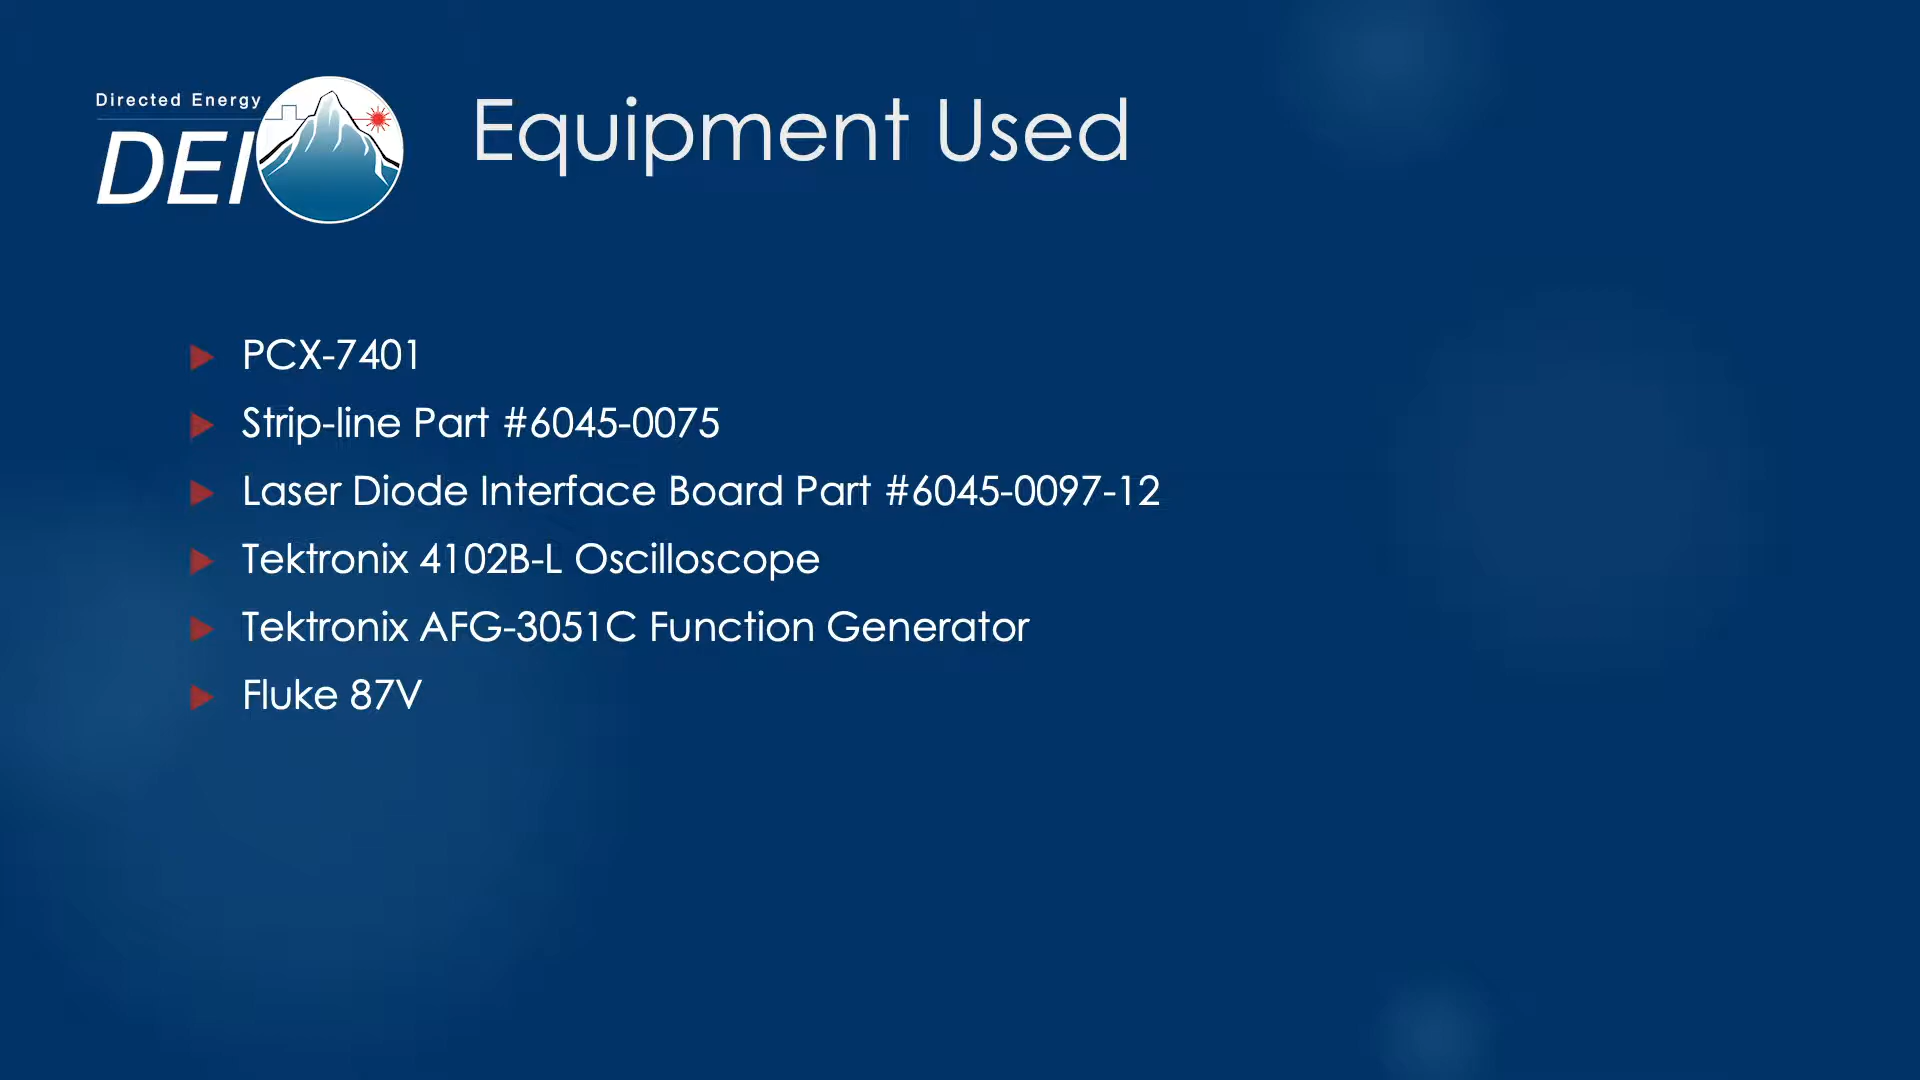 Directed Energy
DEI
Equipment Used
PCX-7401
Strip-line Part #6045-0075
Laser Diode Interface Board Part #6045-0097-12
Tektronix 4102B-L Oscilloscope
Tektronix AFG-3051C Function Generator
Fluke 87V